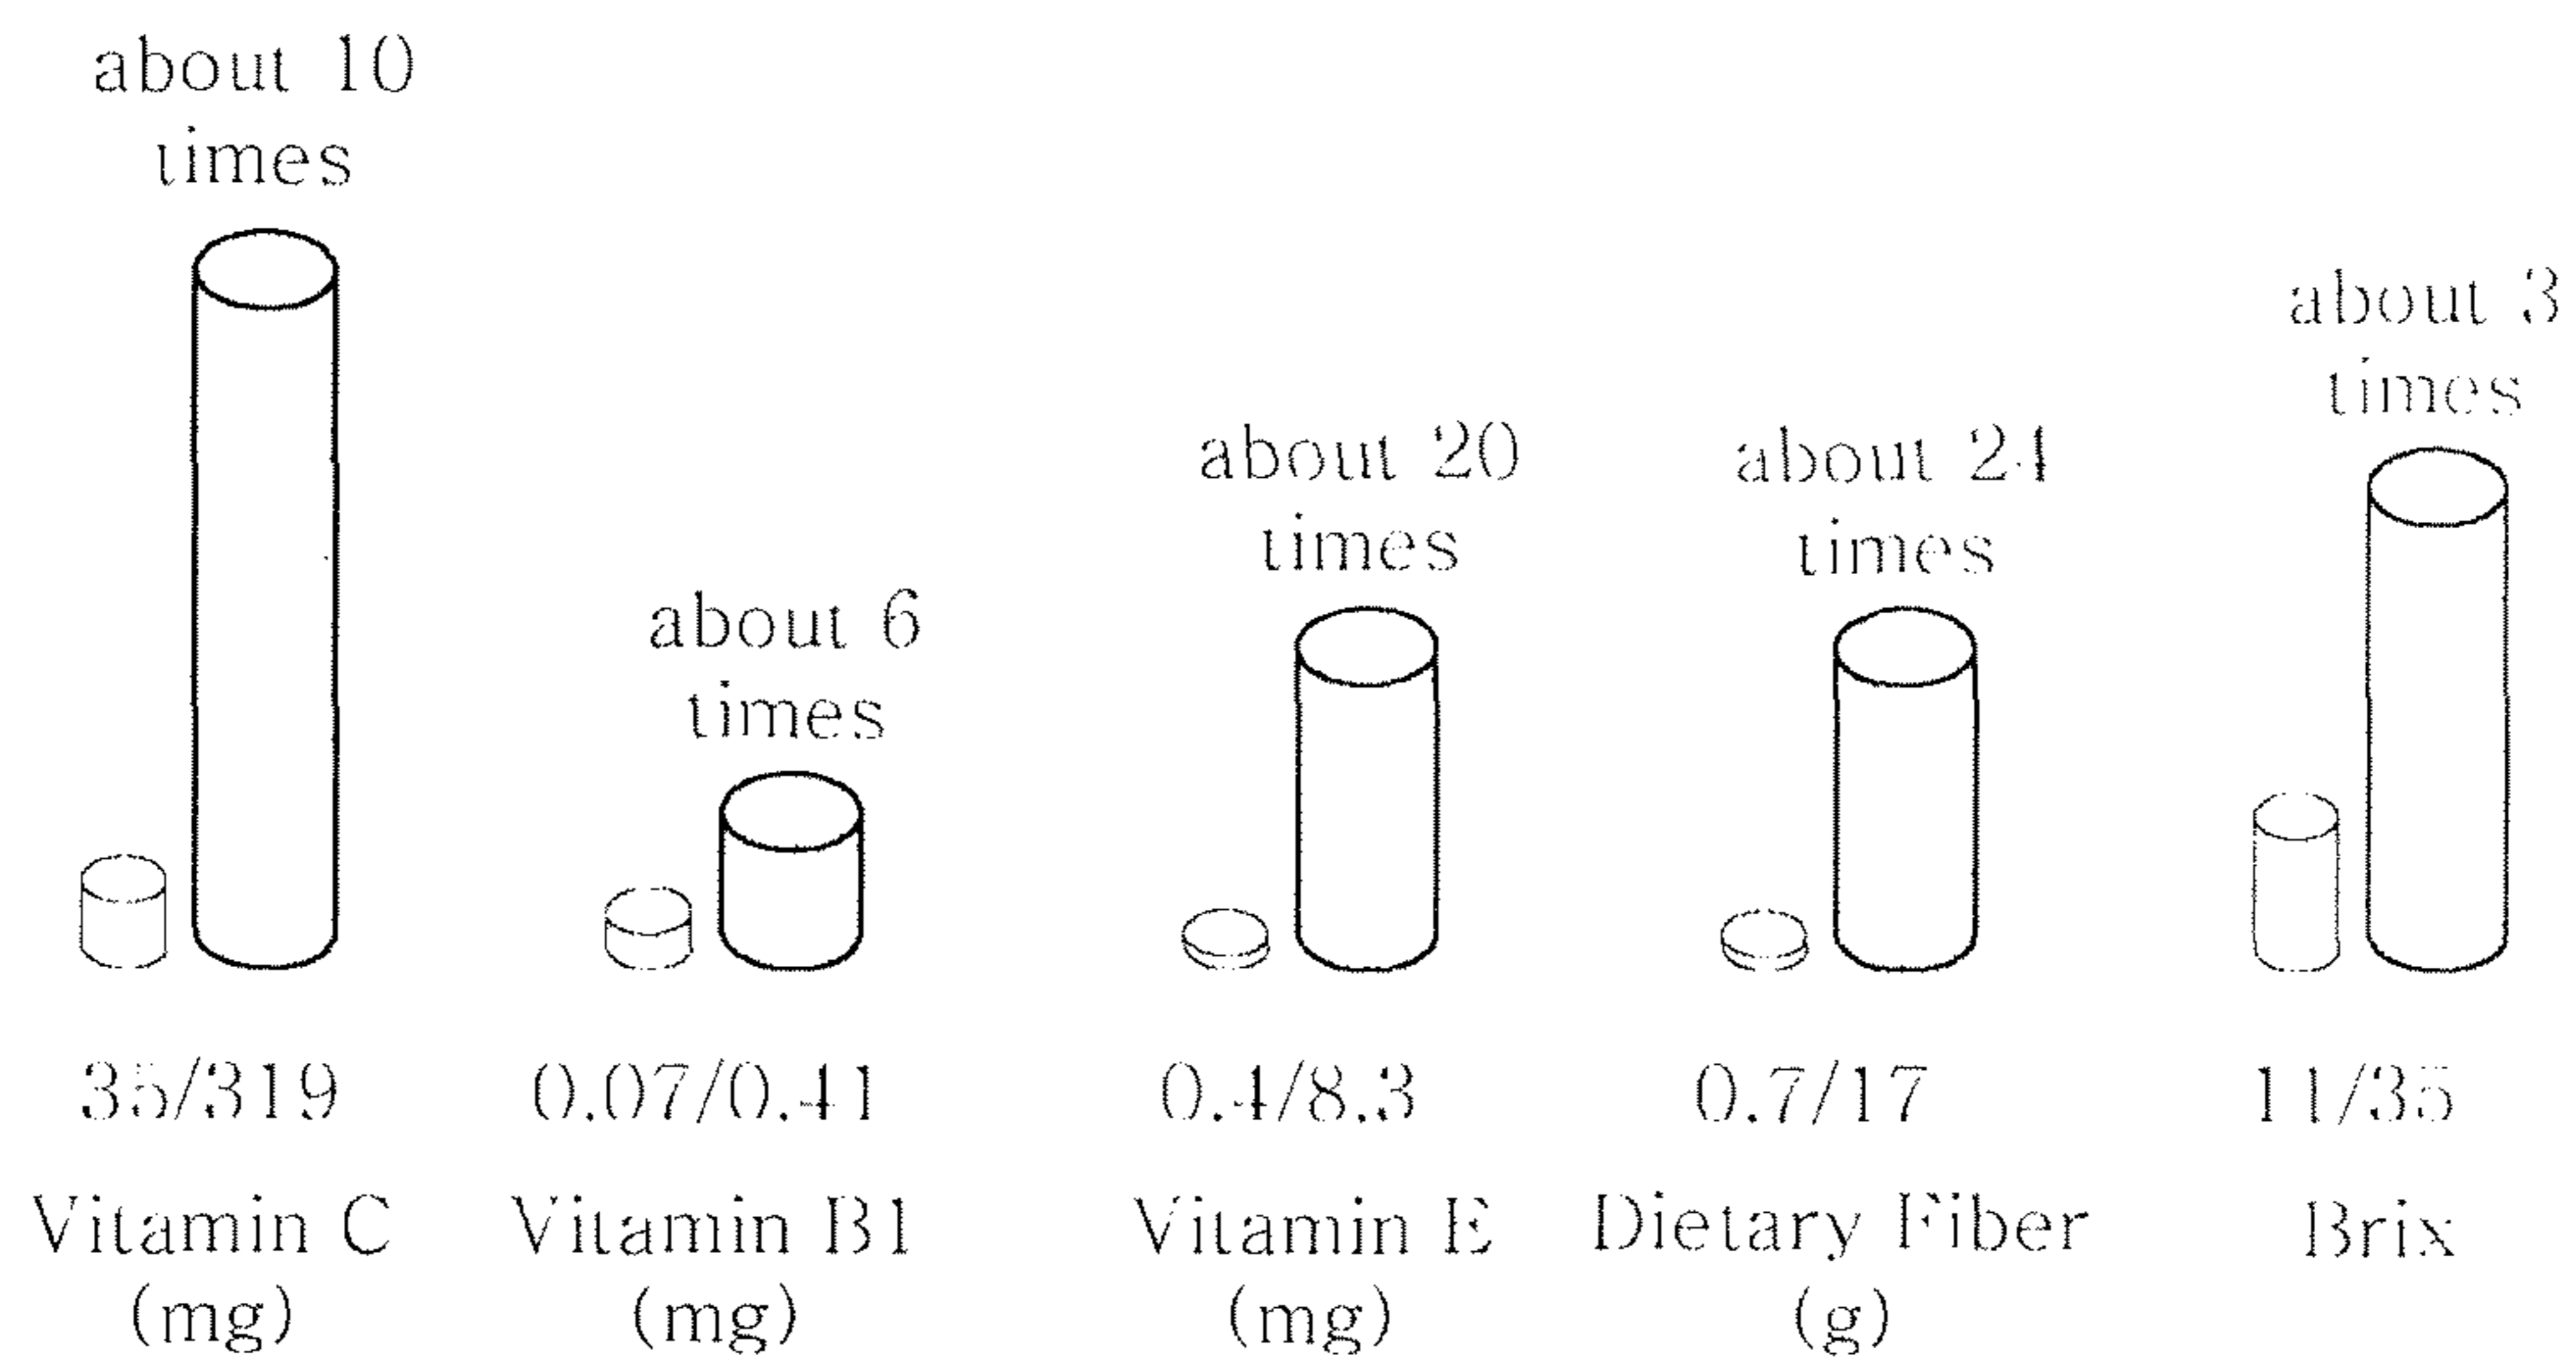 about 10
times
about 6
times
about 20
times
about 24
times
about 3
times
35/319
0.07/0.41
0.4/8.3
0.7/17
11/35
Vitamin C
(mg)
Vitamin B1
(mg)
Vitamin E
(mg)
Dietary Fiber
(g)
Brix